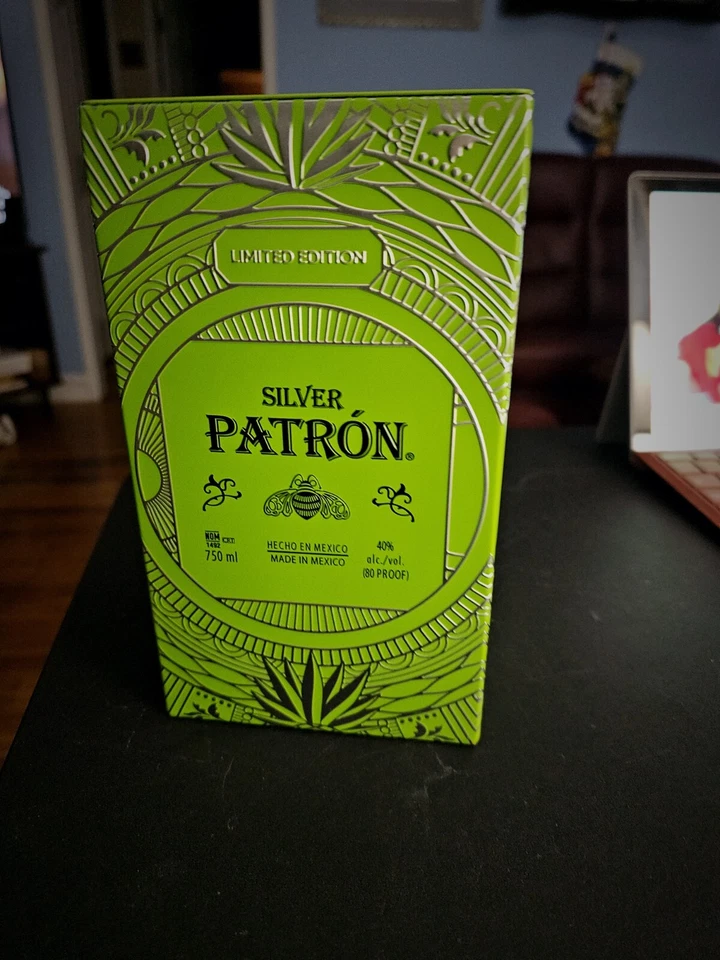 LIMITED EDITION
SILVER
PATRÓN®
NOM CRT
1492
750 ml
HECHO EN MEXICO
MADE IN MEXICO
40%
alc./vol.
(80 PROOF)